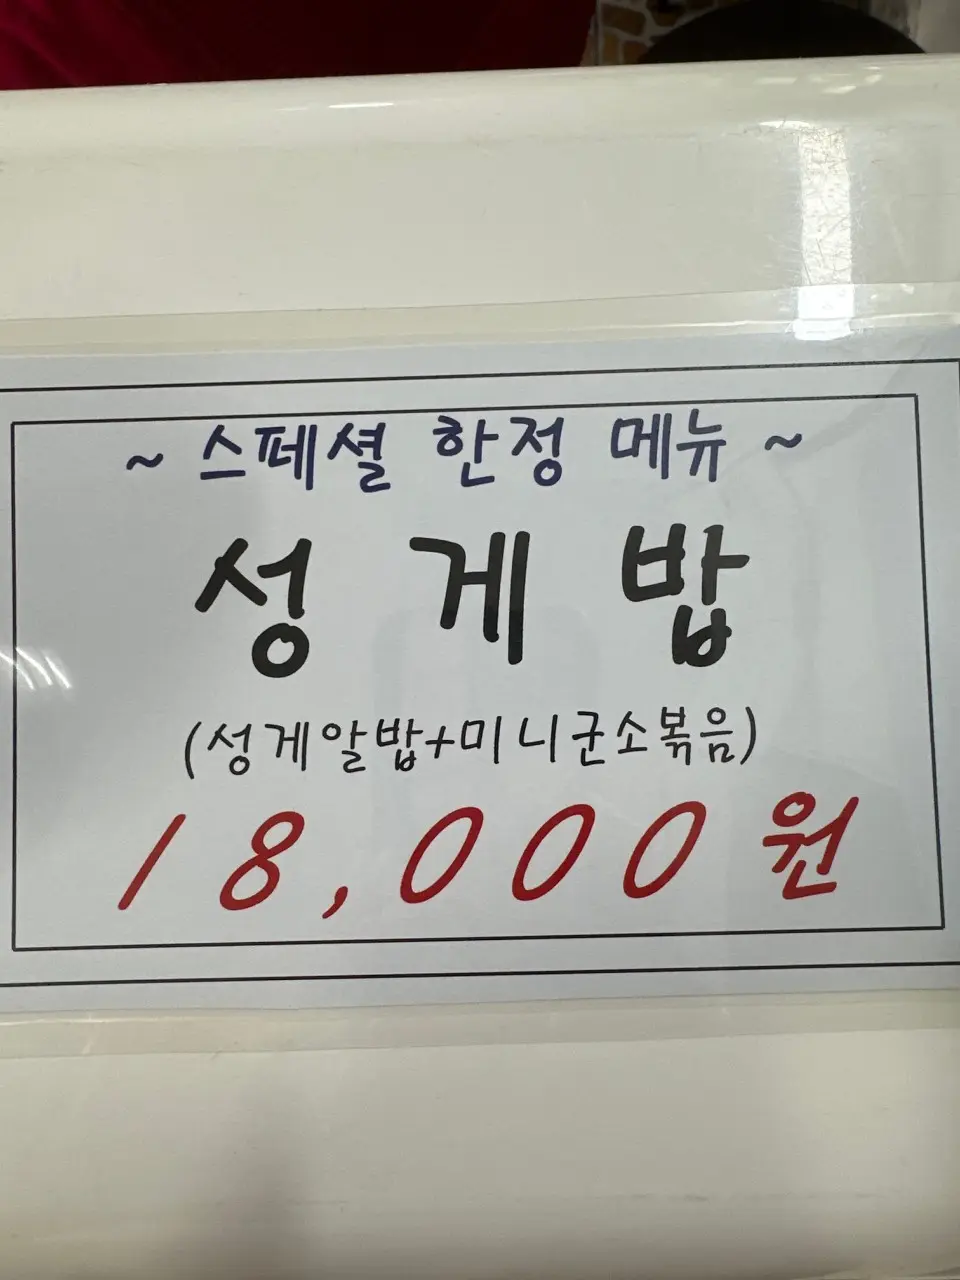 ~ 스페셜 한정 메뉴 ~
성게밥
(성게알밥+미니군소볶음)
18,000원